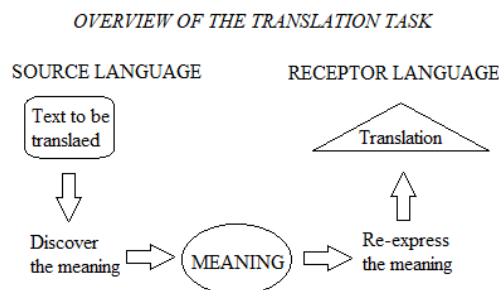 OVERVIEW OF THE TRANSLATION TASK
SOURCE LANGUAGE
RECEPTOR LANGUAGE
Text to be
translaed
Translation
Discover
the meaning
MEANING
Re-express
the meaning